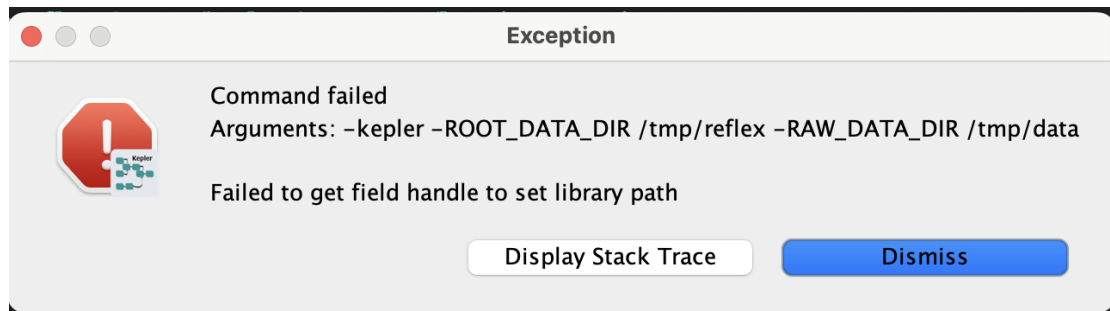 Exception
Command failed
Arguments: -kepler -ROOT_DATA_DIR /tmp/reflex -RAW_DATA_DIR /tmp/data
Kepler
Failed to get field handle to set library path
Display Stack Trace
Dismiss